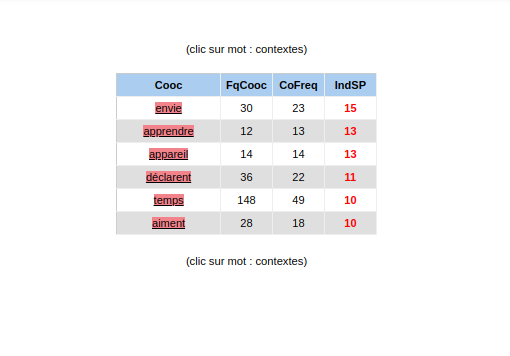 (clic sur mot : contextes)
Cooc FqCooc CoFreq IndSP
envie 30 23 15
apprendre 12 13 13
appareil 14 14 13
déclarent 36 22 11
temps 148 49 10
aiment 28 18 10
(clic sur mot : contextes)